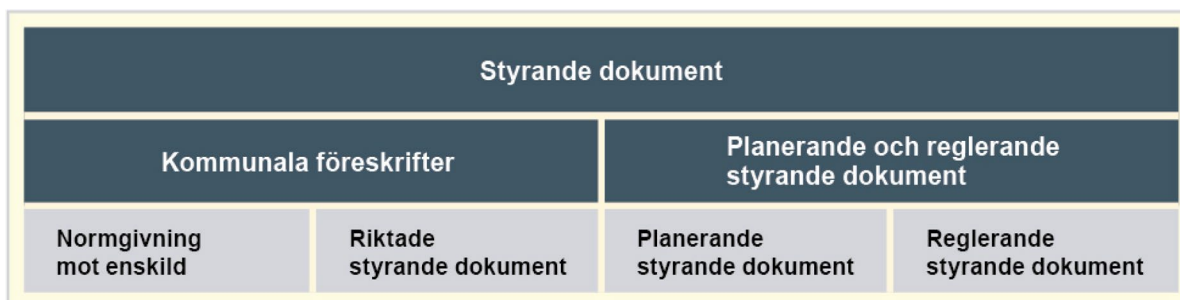 Styrande dokument
Kommunala föreskrifter
Planerande och reglerande
styrande dokument
Normgivning
mot enskild
Riktade
styrande dokument
Planerande
styrande dokument
Reglerande
styrande dokument